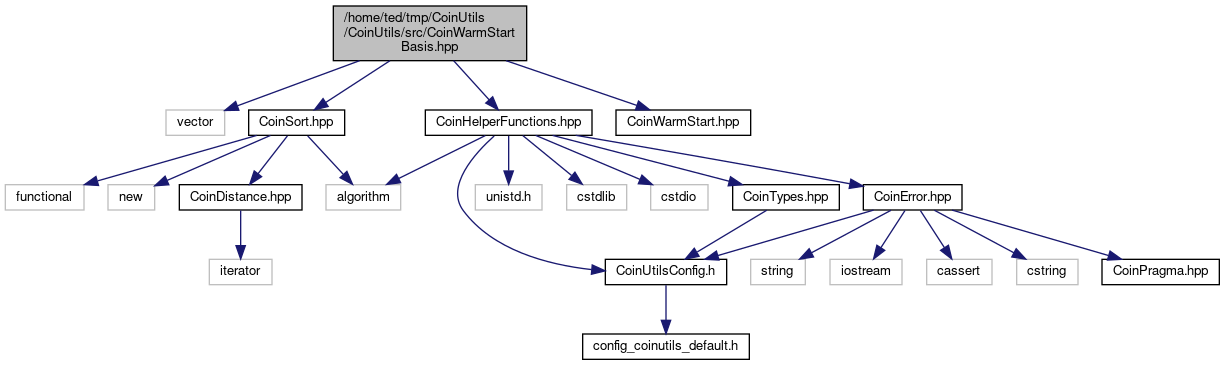 /home/ted/tmp/CoinUtils
/CoinUtils/src/CoinWarmStart
Basis.hpp
vector
CoinSort.hpp
CoinHelperFunctions.hpp
CoinWarmStart.hpp
functional
new
CoinDistance.hpp
algorithm
unistd.h
cstdlib
cstdio
CoinTypes.hpp
CoinError.hpp
iterator
CoinUtilsConfig.h
string
iostream
cassert
cstring
CoinPragma.hpp
config_coinutils_default.h